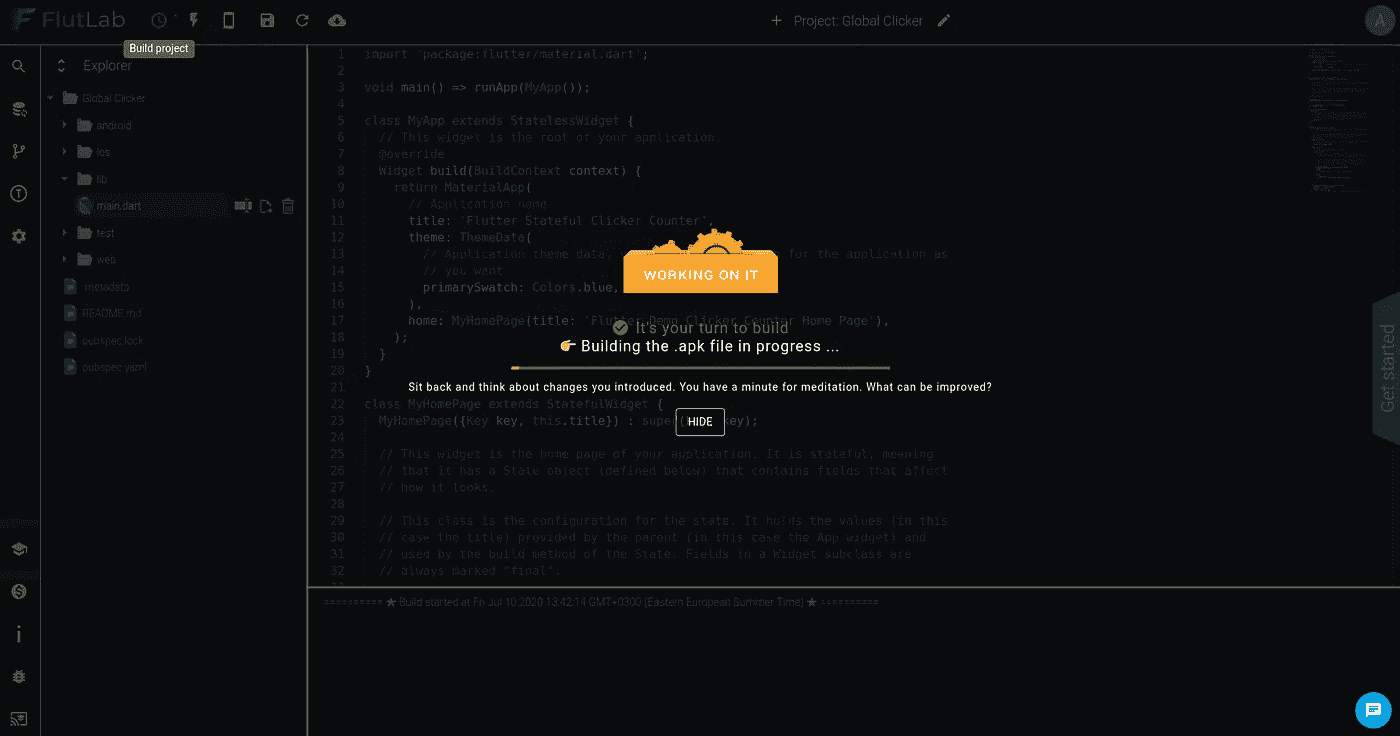 FlutLab
+ Project: Global Clicker
A
Build project
Explorer
Global Clicker
android
ios
lib
main.dart
test
web
.metadata
README.md
pubspec.lock
pubspec.yaml
1 import 'package:flutter/material.dart';
2
3 void main() => runApp(MyApp());
4
5 class MyApp extends StatelessWidget {
6 // This widget is the root of your application.
7 @override
8 Widget build(BuildContext context) {
9 return MaterialApp(
10 // Application name
11 title: 'Flutter Stateful Clicker Counter',
12 theme: ThemeData(
13 // Application theme data, for the application as
14 // you want
15 primarySwatch: Colors.blue,
16 ),
17 home: MyHomePage(title: 'Flutter Demo Clicker Counter Home Page'),
18 );
19 }
20 }
21
22 class MyHomePage extends StatefulWidget {
23 MyHomePage({Key key, this.title}) : super( key);
24
25 // This widget is the home page of your application. It is stateful, meaning
26 // that it has a State object (defined below) that contains fields that affect
27 // how it looks.
28
29 // This class is the configuration for the state. It holds the values (in this
30 // case the title) provided by the parent (in this case the App widget) and
31 // used by the build method of the State. Fields in a Widget subclass are
32 // always marked "final".
WORKING ON IT
It's your turn to build
Building the .apk file in progress ...
Sit back and think about changes you introduced. You have a minute for meditation. What can be improved?
HIDE
Get started
========== ★ Build started at Fri Jul 10 2020 13:42:14 GMT+0300 (Eastern European Summer Time) ★ ==========